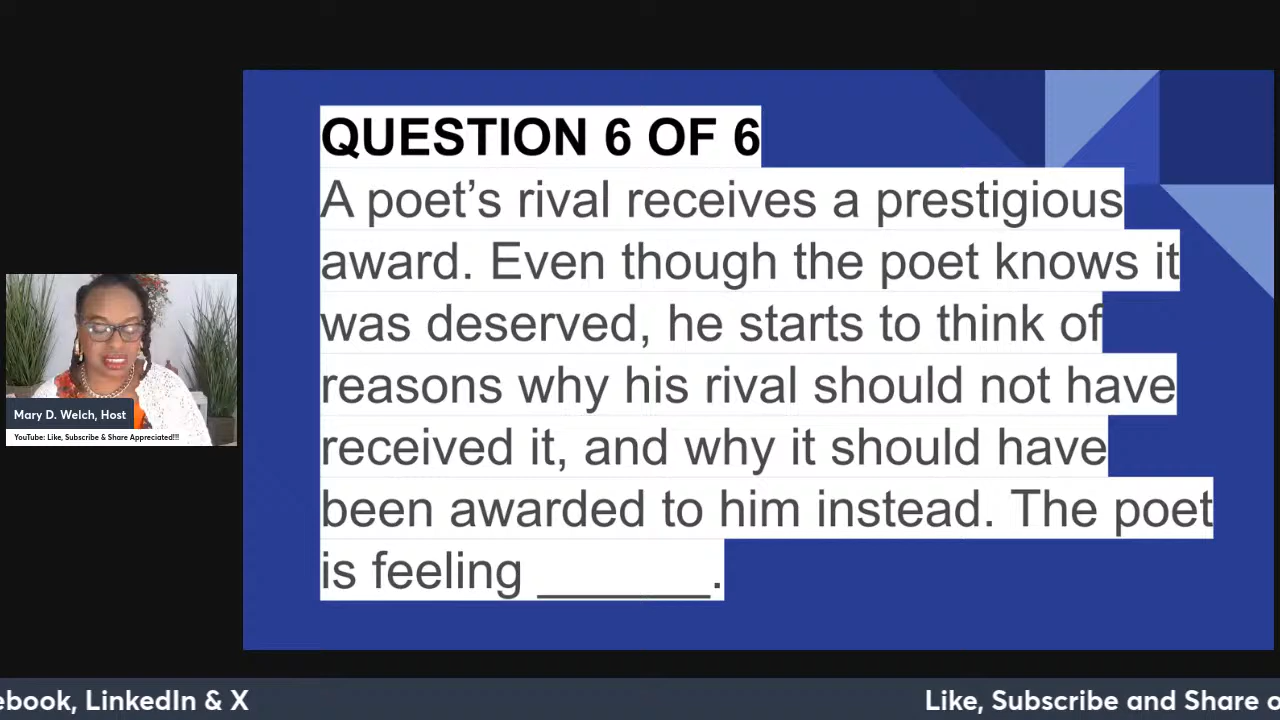 QUESTION 6 OF 6
A poet’s rival receives a prestigious
award. Even though the poet knows it
was deserved, he starts to think of
reasons why his rival should not have
received it, and why it should have
been awarded to him instead. The poet
is feeling _______.
Mary D. Welch, Host
YouTube: Like, Subscribe & Share Appreciated!!!
ebook, LinkedIn & X
Like, Subscribe and Share o